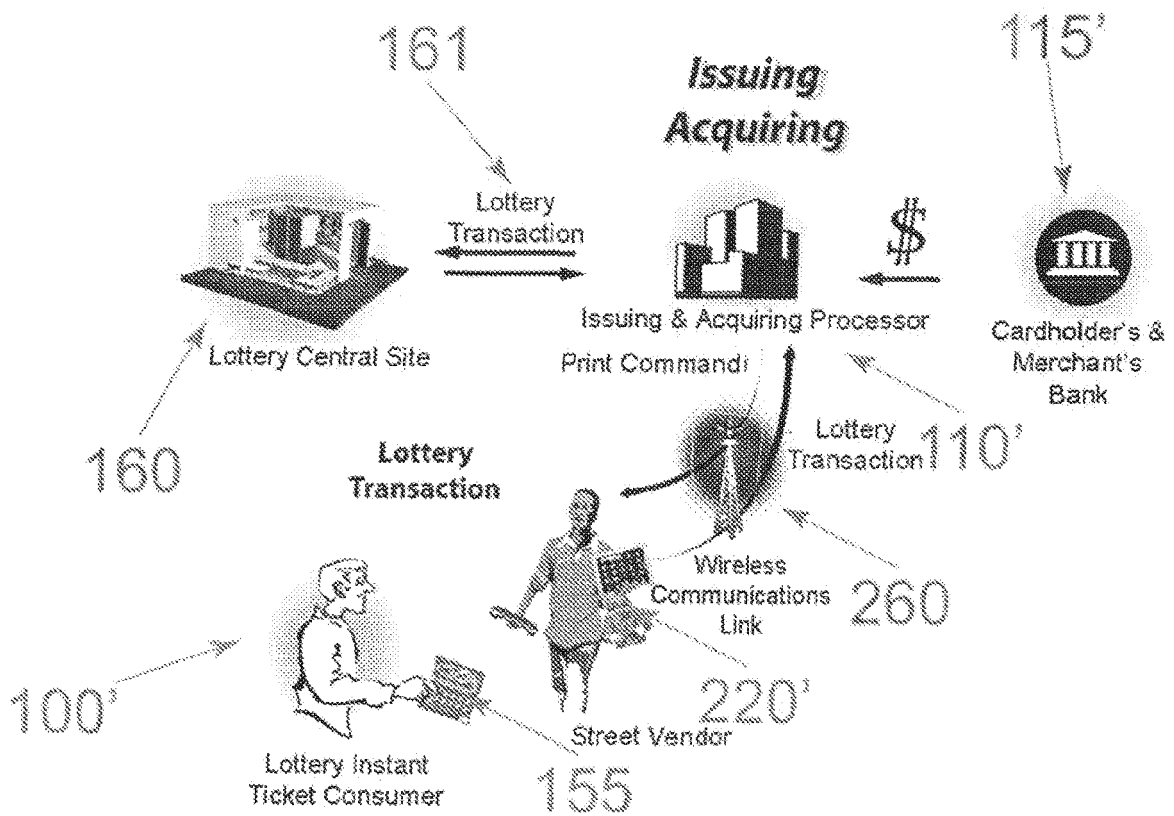 161
115'
Issuing
Acquiring
Lottery
Transaction
$
Issuing & Acquiring Processor
Cardholder's &
Merchant's
Bank
Lottery Central Site
Print Command
160
110'
Lottery
Transaction
Lottery
Transaction
Wireless
Communications
Link
260
100'
220'
Street Vendor
Lottery Instant
Ticket Consumer
155